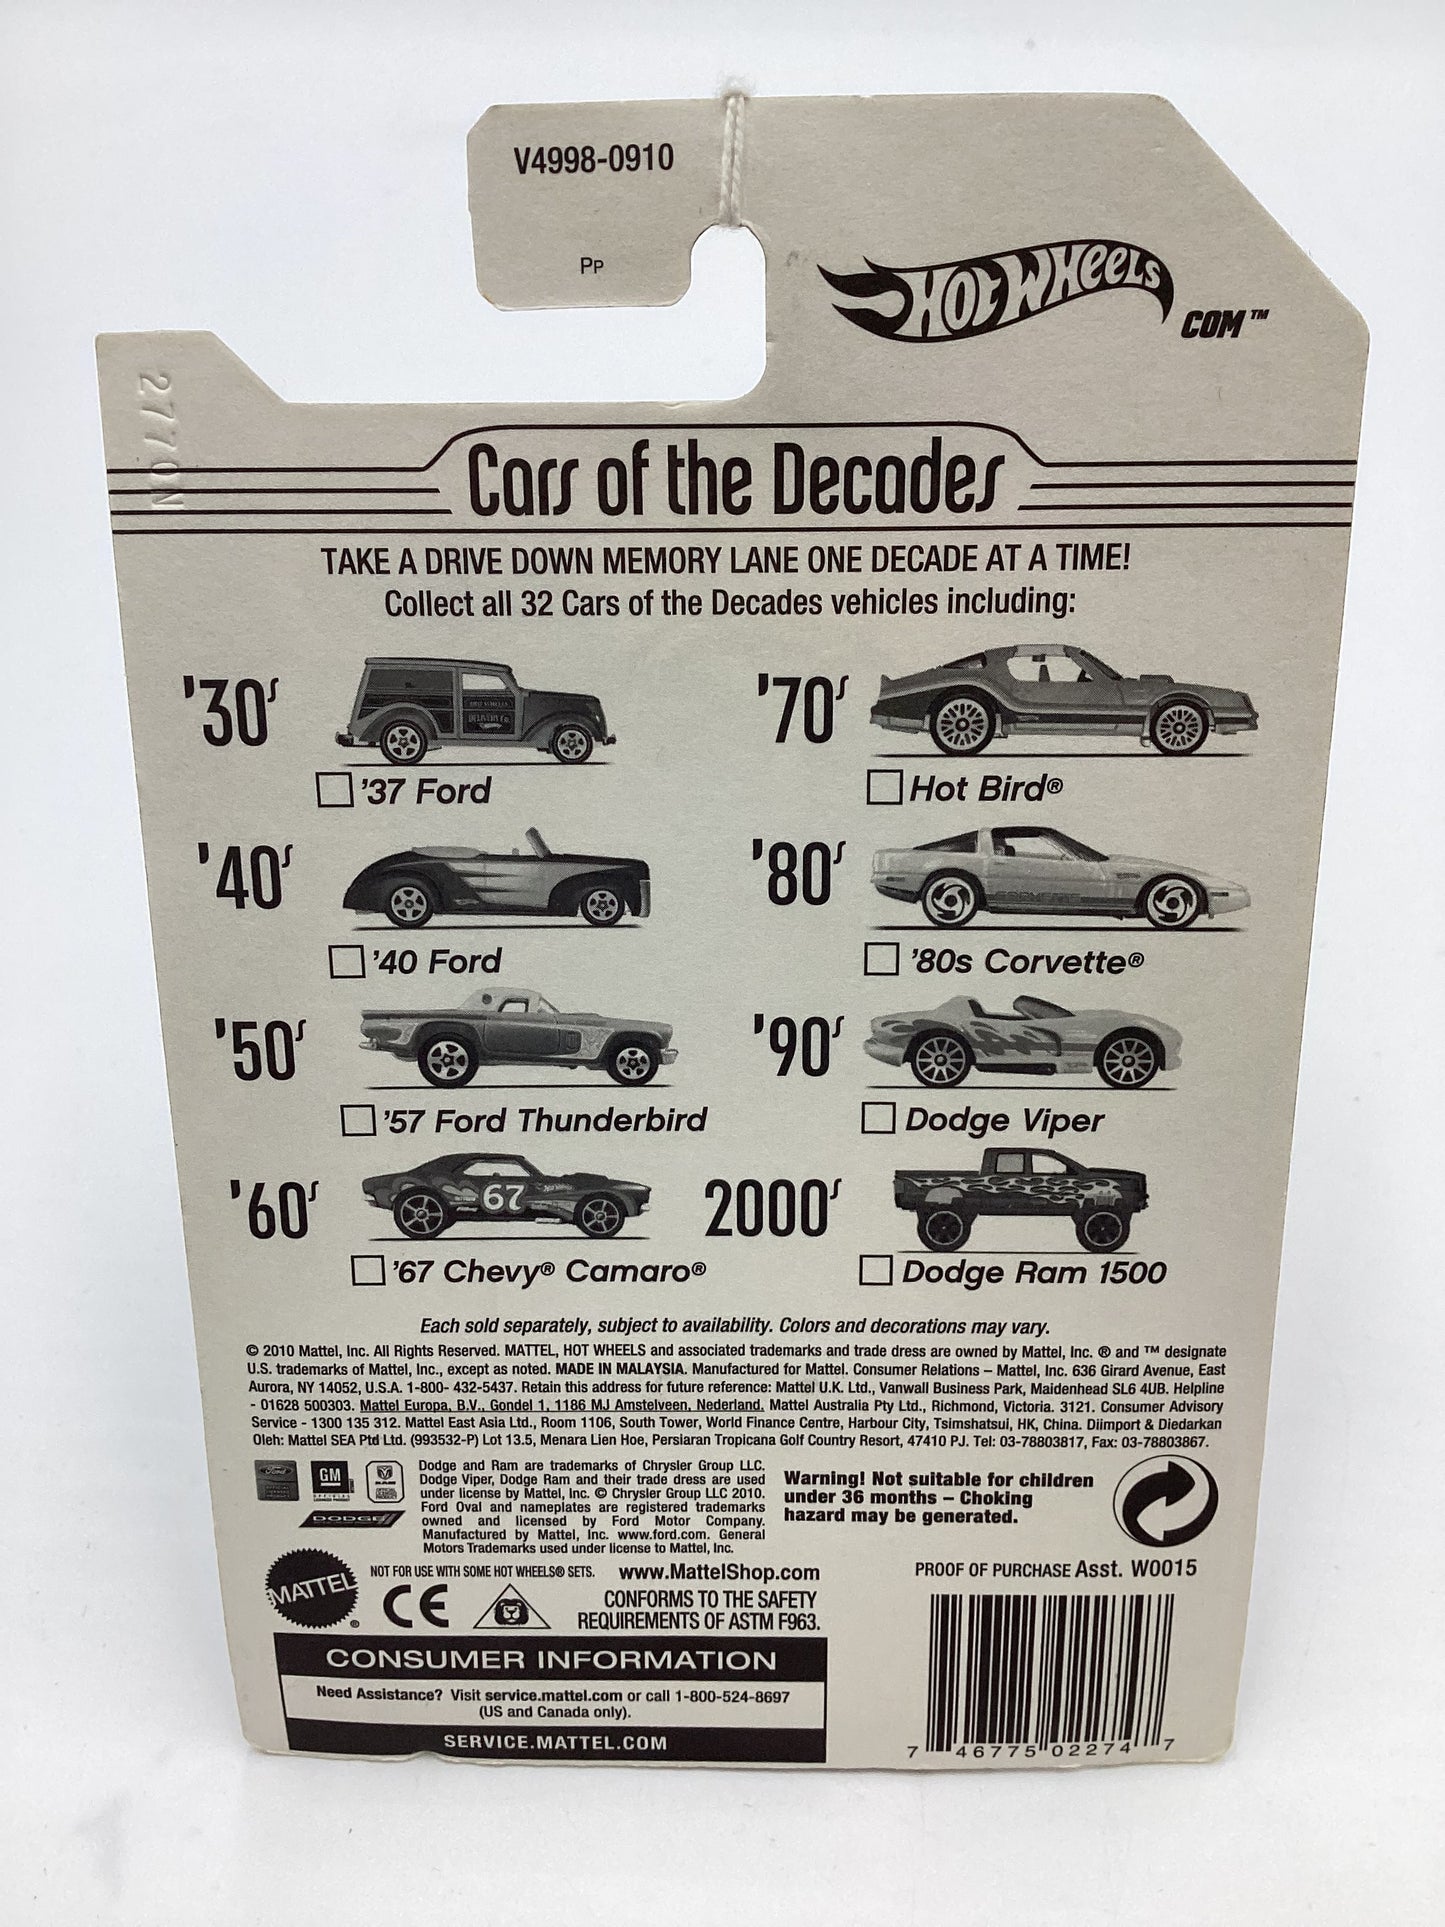 V4998-0910
PP
HOT WHEELS
COM™
2770N
Cars of the Decades
TAKE A DRIVE DOWN MEMORY LANE ONE DECADE AT A TIME!
Collect all 32 Cars of the Decades vehicles including:
'30s
'37 Ford
'40s
'40 Ford
'50s
'57 Ford Thunderbird
'60s
67
'67 Chevy® Camaro®
'70s
Hot Bird®
'80s
'80s Corvette®
'90s
Dodge Viper
2000s
Dodge Ram 1500
Each sold separately, subject to availability. Colors and decorations may vary.
© 2010 Mattel, Inc. All Rights Reserved. MATTEL, HOT WHEELS and associated trademarks and trade dress are owned by Mattel, Inc. ® and ™ designate
U.S. trademarks of Mattel, Inc., except as noted. MADE IN MALAYSIA. Manufactured for Mattel. Consumer Relations – Mattel, Inc. 636 Girard Avenue, East
Aurora, NY 14052, U.S.A. 1-800- 432-5437. Retain this address for future reference: Mattel U.K. Ltd., Vanwall Business Park, Maidenhead SL6 4UB. Helpline
- 01628 500303. Mattel Europa, B.V., Gondel 1, 1186 MJ Amstelveen, Nederland. Mattel Australia Pty Ltd., Richmond, Victoria. 3121. Consumer Advisory
Service - 1300 135 312. Mattel East Asia Ltd., Room 1106, South Tower, World Finance Centre, Harbour City, Tsimshatsui, HK, China. Diimport & Diedarkan
Oleh: Mattel SEA Ptd Ltd. (993532-P) Lot 13.5, Menara Lien Hoe, Persiaran Tropicana Golf Country Resort, 47410 PJ. Tel: 03-78803817, Fax: 03-78803867.
Ford
GM
DODGE
Dodge and Ram are trademarks of Chrysler Group LLC.
Dodge Viper, Dodge Ram and their trade dress are used
under license by Mattel, Inc. © Chrysler Group LLC 2010.
Ford Oval and nameplates are registered trademarks
owned and licensed by Ford Motor Company.
Manufactured by Mattel, Inc. www.ford.com. General
Motors Trademarks used under license to Mattel, Inc.
Warning! Not suitable for children
under 36 months – Choking
hazard may be generated.
MATTEL®
NOT FOR USE WITH SOME HOT WHEELS® SETS.
www.MattelShop.com
CE
CONFORMS TO THE SAFETY
REQUIREMENTS OF ASTM F963.
PROOF OF PURCHASE Asst. W0015
CONSUMER INFORMATION
Need Assistance? Visit service.mattel.com or call 1-800-524-8697
(US and Canada only).
SERVICE.MATTEL.COM
7 46775 02274 7